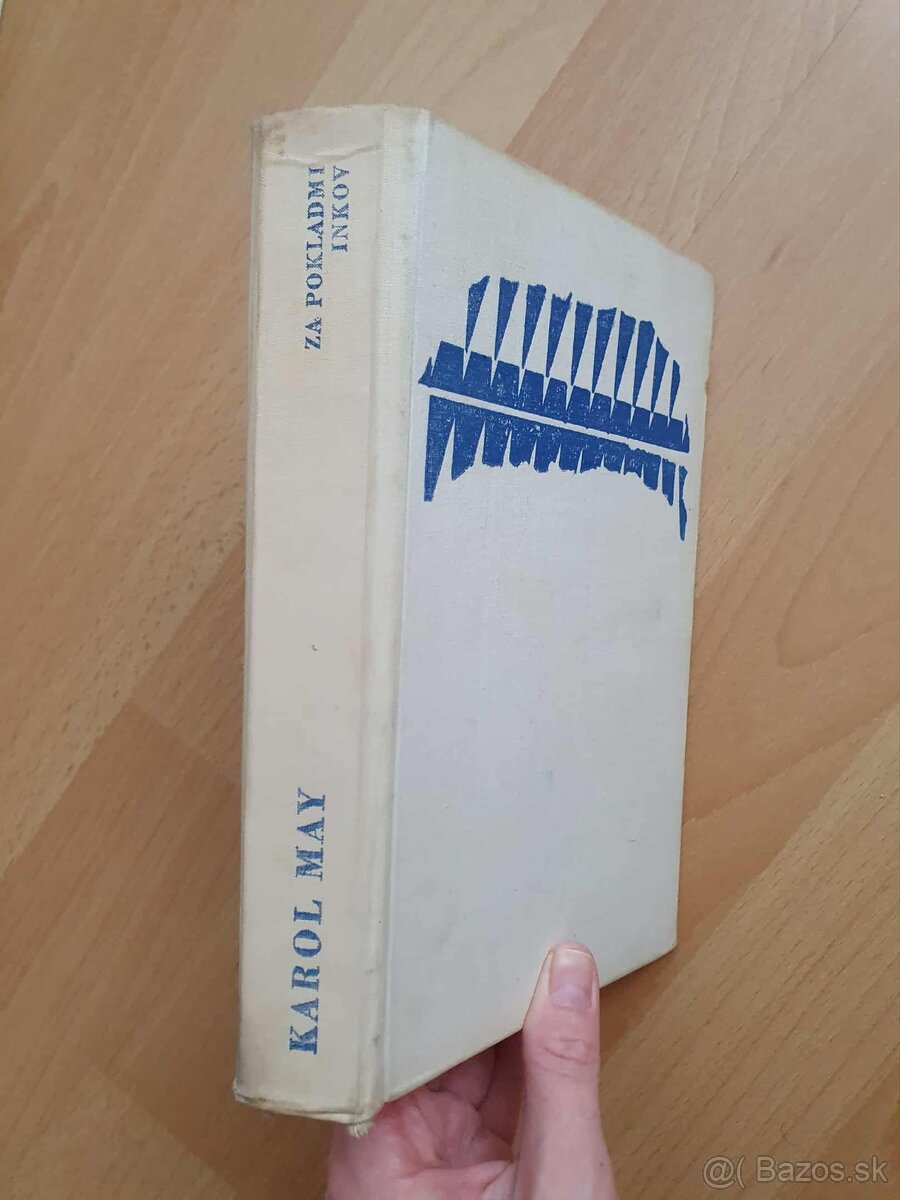 ZA POKLADMI
INKOV
KAROL MAY
@( Bazos.sk